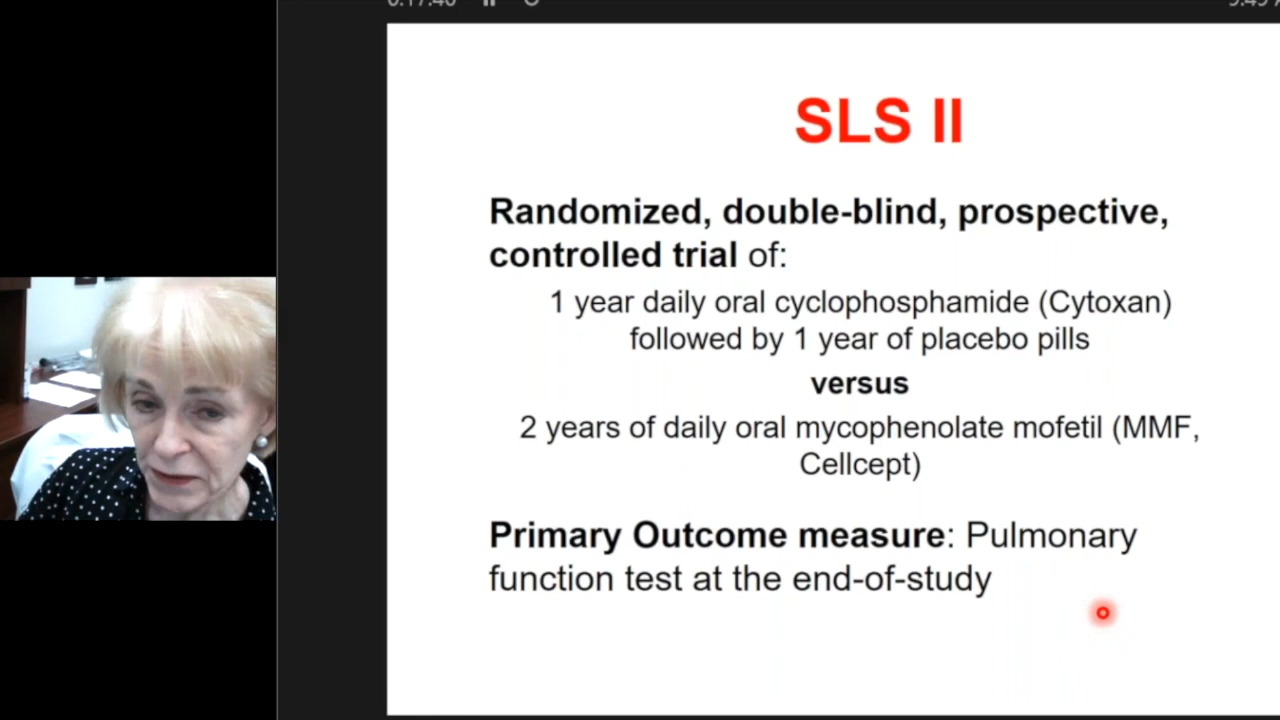 SLS II
Randomized, double-blind, prospective,
controlled trial of:
1 year daily oral cyclophosphamide (Cytoxan)
followed by 1 year of placebo pills
versus
2 years of daily oral mycophenolate mofetil (MMF,
Cellcept)
Primary Outcome measure: Pulmonary
function test at the end-of-study